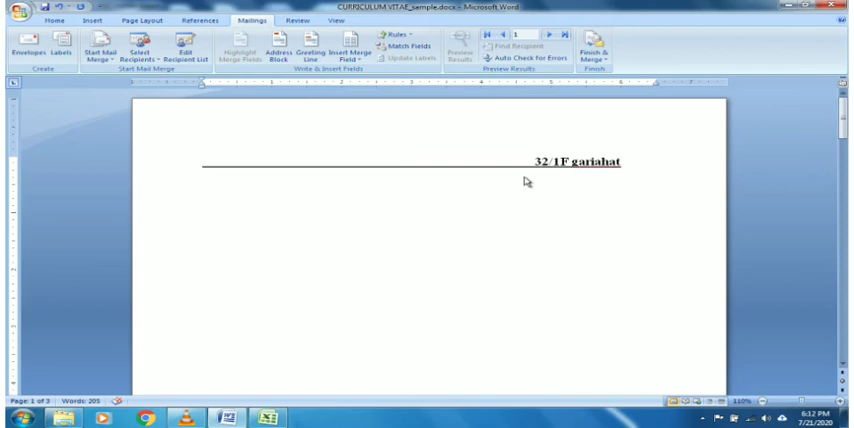 CURRICULUM VITAE_sample.docx - Microsoft Word
Home Insert Page Layout References Mailings Review View
Envelopes Labels Start Mail Merge Select Recipients Edit Recipient List Highlight Merge Fields Address Block Greeting Line Insert Merge Field Rules Match Fields Update Labels Preview Results 1 Find Recipient Auto Check for Errors Finish & Merge
Create Start Mail Merge Write & Insert Fields Preview Results Finish
32/1F gariahat
Page: 1 of 3 Words: 205 110%
6:12 PM
7/21/2020